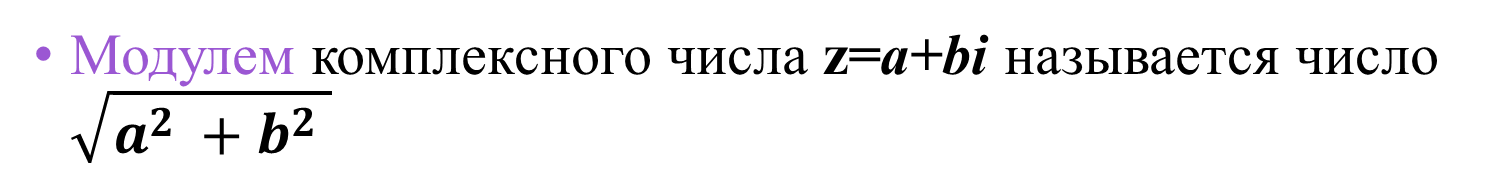 • Модулем комплексного числа z=a+bi называется число
√a² + b²